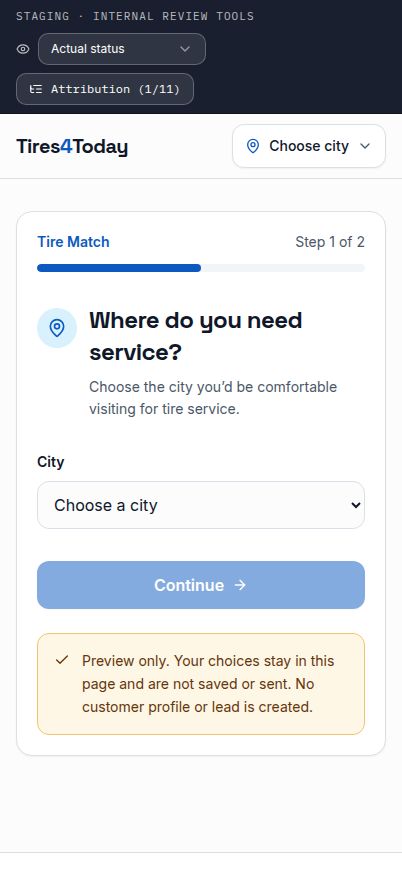 STAGING · INTERNAL REVIEW TOOLS
Actual status
Attribution (1/11)
Tires4Today
Choose city
Tire Match
Step 1 of 2
Where do you need
service?
Choose the city you’d be comfortable
visiting for tire service.
City
Choose a city
Continue →
Preview only. Your choices stay in this
page and are not saved or sent. No
customer profile or lead is created.